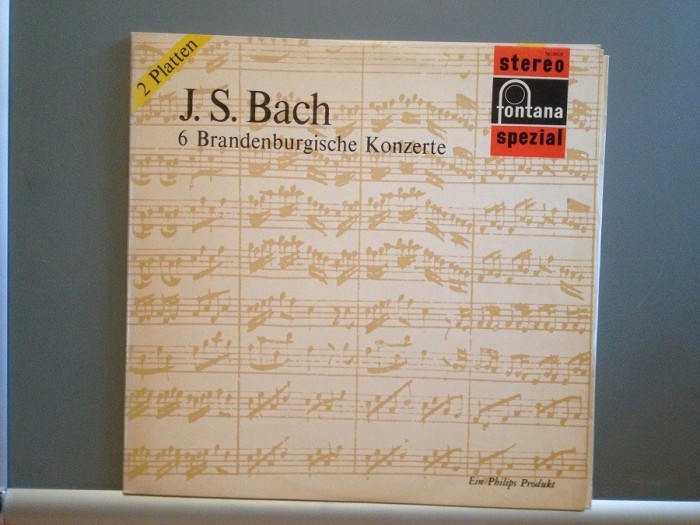 2 Platten
J. S. Bach
6 Brandenburgische Konzerte
stereo
fontana
spezial
Ein Philips Produkt